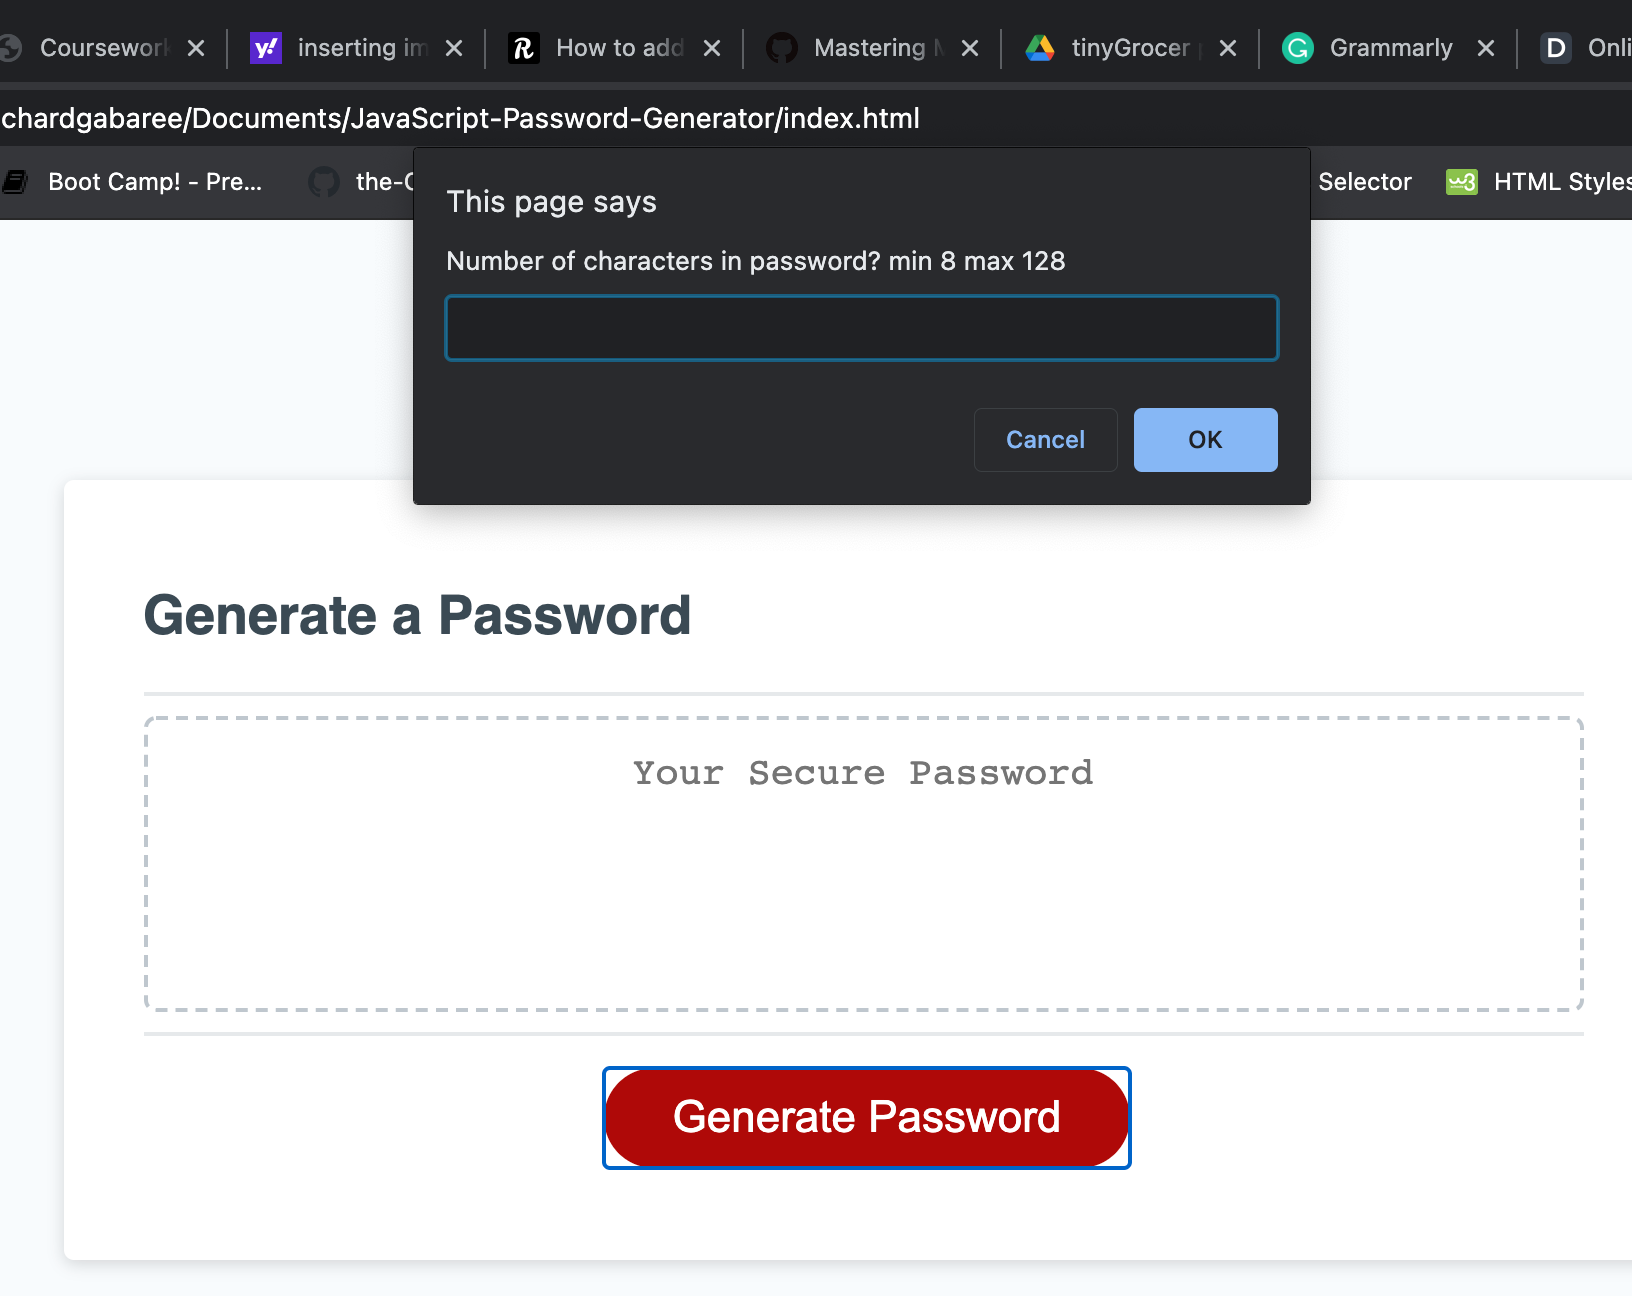 Coursework
inserting im
How to add
Mastering
tinyGrocer
Grammarly
Onli
chardgabaree/Documents/JavaScript-Password-Generator/index.html
Boot Camp! - Pre...
the-
Selector
HTML Styles
This page says
Number of characters in password? min 8 max 128
Cancel
OK
Generate a Password
Your Secure Password
Generate Password